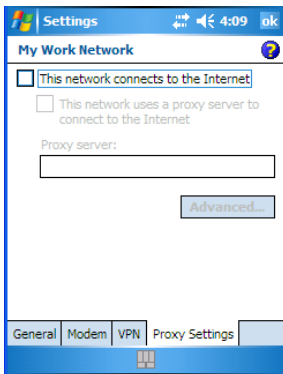 Settings 4:09 ok
My Work Network
This network connects to the Internet
This network uses a proxy server to
connect to the Internet
Proxy server:
Advanced...
General Modem VPN Proxy Settings